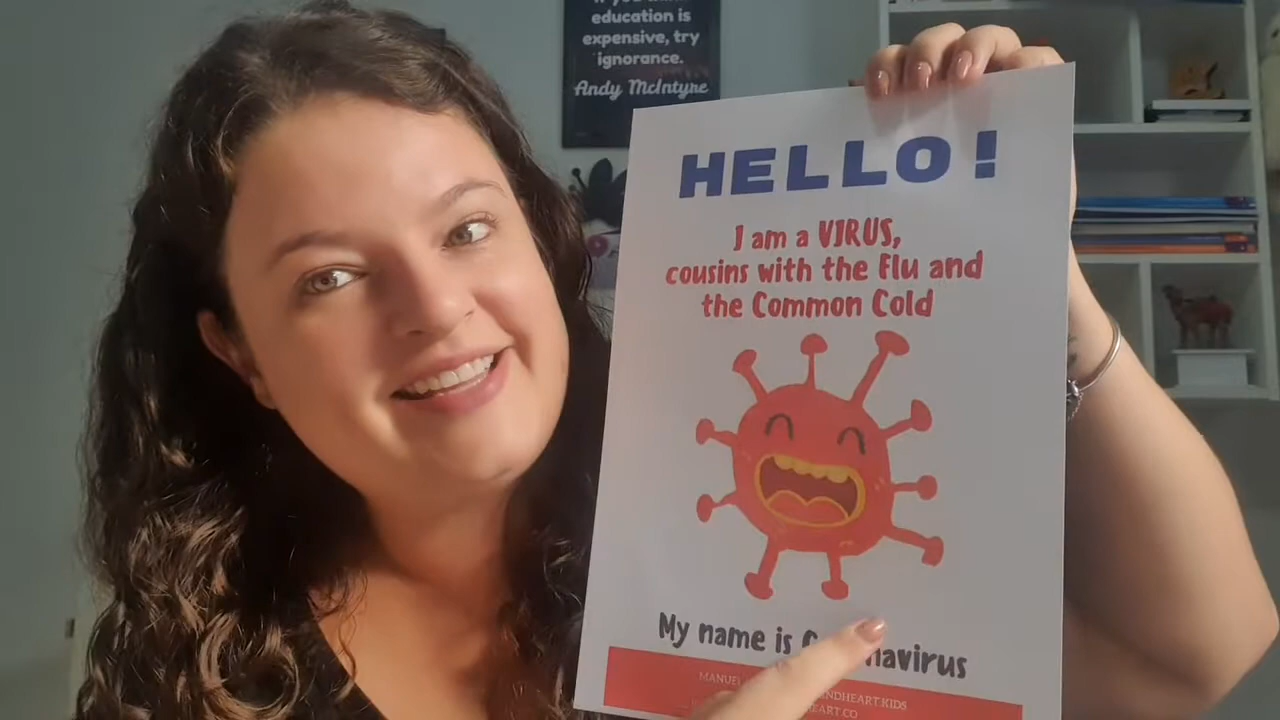 education is
expensive, try
ignorance.
Andy McIntyre
HELLO!
I am a VIRUS,
cousins with the Flu and
the Common Cold
My name is